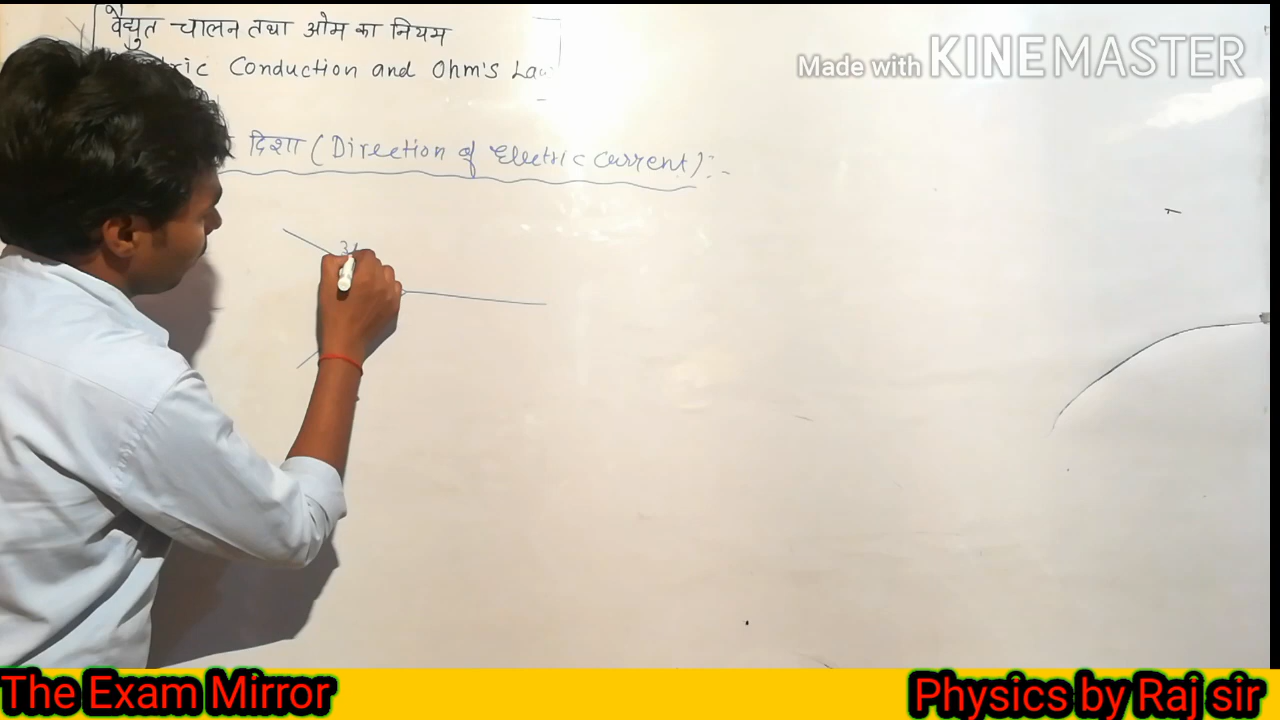 वैद्युत चालन तथा ओम का नियम
Conduction and Ohm's Law
Made with KINEMASTER
दिशा (Direction of Electric Current) :-
The Exam Mirror
Physics by Raj sir